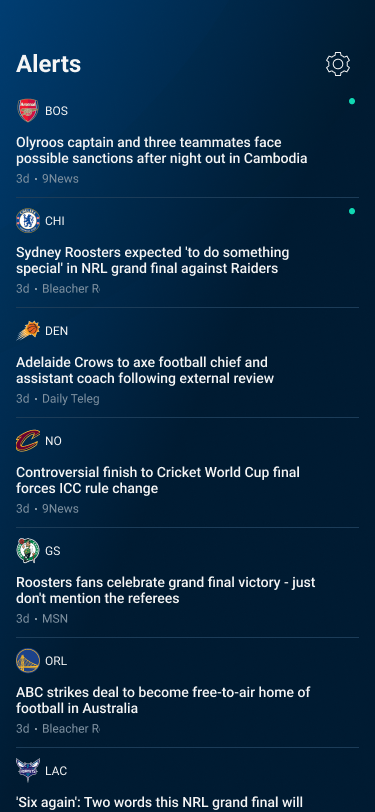 Alerts
BOS
Olyroos captain and three teammates face
possible sanctions after night out in Cambodia
3d • 9News
CHI
Sydney Roosters expected 'to do something
special' in NRL grand final against Raiders
3d • Bleacher R
DEN
Adelaide Crows to axe football chief and
assistant coach following external review
3d • Daily Teleg
NO
Controversial finish to Cricket World Cup final
forces ICC rule change
3d • 9News
GS
Roosters fans celebrate grand final victory - just
don't mention the referees
3d • MSN
ORL
ABC strikes deal to become free-to-air home of
football in Australia
3d • Bleacher R
LAC
'Six again': Two words this NRL grand final will